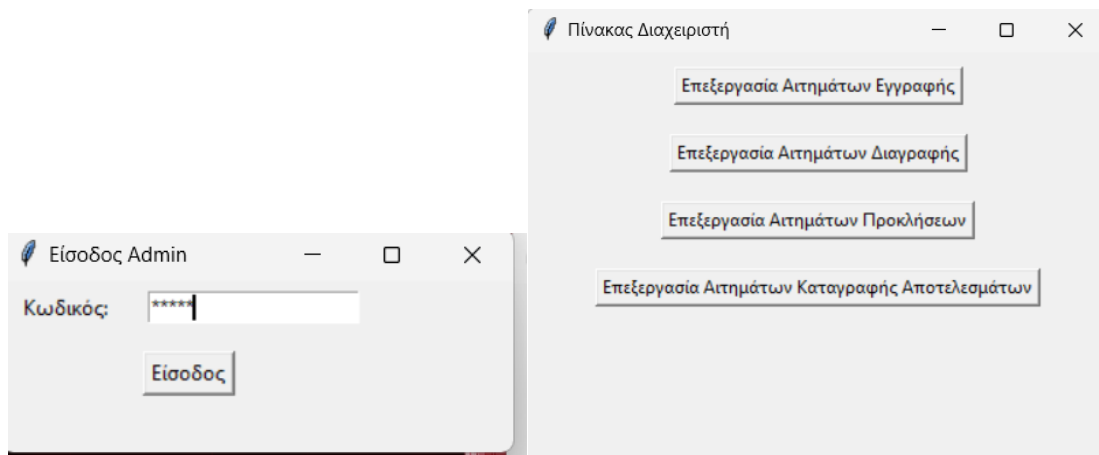 Είσοδος Admin
Κωδικός: *****
Είσοδος
Πίνακας Διαχειριστή
Επεξεργασία Αιτημάτων Εγγραφής
Επεξεργασία Αιτημάτων Διαγραφής
Επεξεργασία Αιτημάτων Προκλήσεων
Επεξεργασία Αιτημάτων Καταγραφής Αποτελεσμάτων